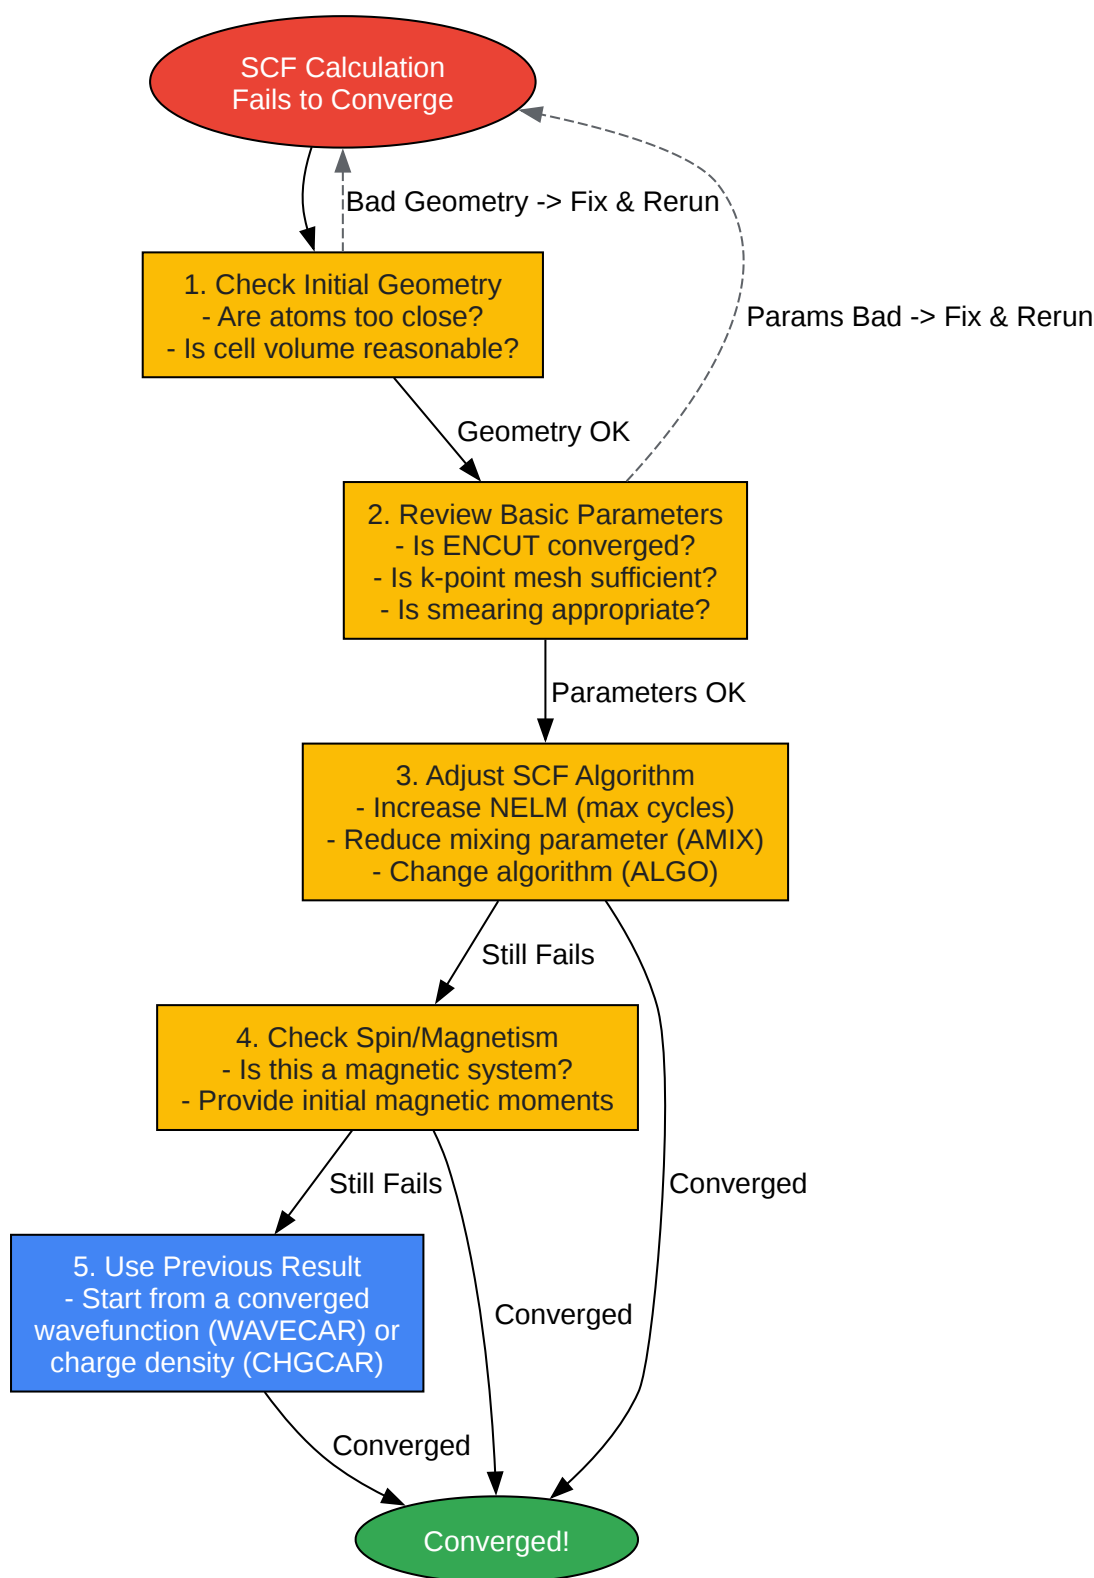 SCF Calculation
Fails to Converge
Bad Geometry -> Fix & Rerun
1. Check Initial Geometry
- Are atoms too close?
- Is cell volume reasonable?
Params Bad -> Fix & Rerun
Geometry OK
2. Review Basic Parameters
- Is ENCUT converged?
- Is k-point mesh sufficient?
- Is smearing appropriate?
Parameters OK
3. Adjust SCF Algorithm
- Increase NELM (max cycles)
- Reduce mixing parameter (AMIX)
- Change algorithm (ALGO)
Still Fails
4. Check Spin/Magnetism
- Is this a magnetic system?
- Provide initial magnetic moments
Still Fails
Converged
5. Use Previous Result
- Start from a converged
wavefunction (WAVECAR) or
charge density (CHGCAR)
Converged
Converged
Converged!